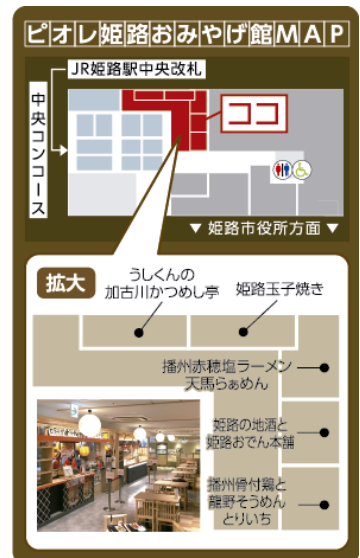 ピオレ姫路おみやげ館MAP
JR姫路駅中央改札
中央コンコース
ココ
▼ 姫路市役所方面 ▼
拡大
うしくんの
加古川かつめし亭
姫路玉子焼き
播州赤穂塩ラーメン
天馬らぁめん
姫路の地酒と
姫路おでん本舗
播州骨付鶏と
龍野そうめん
とりいち